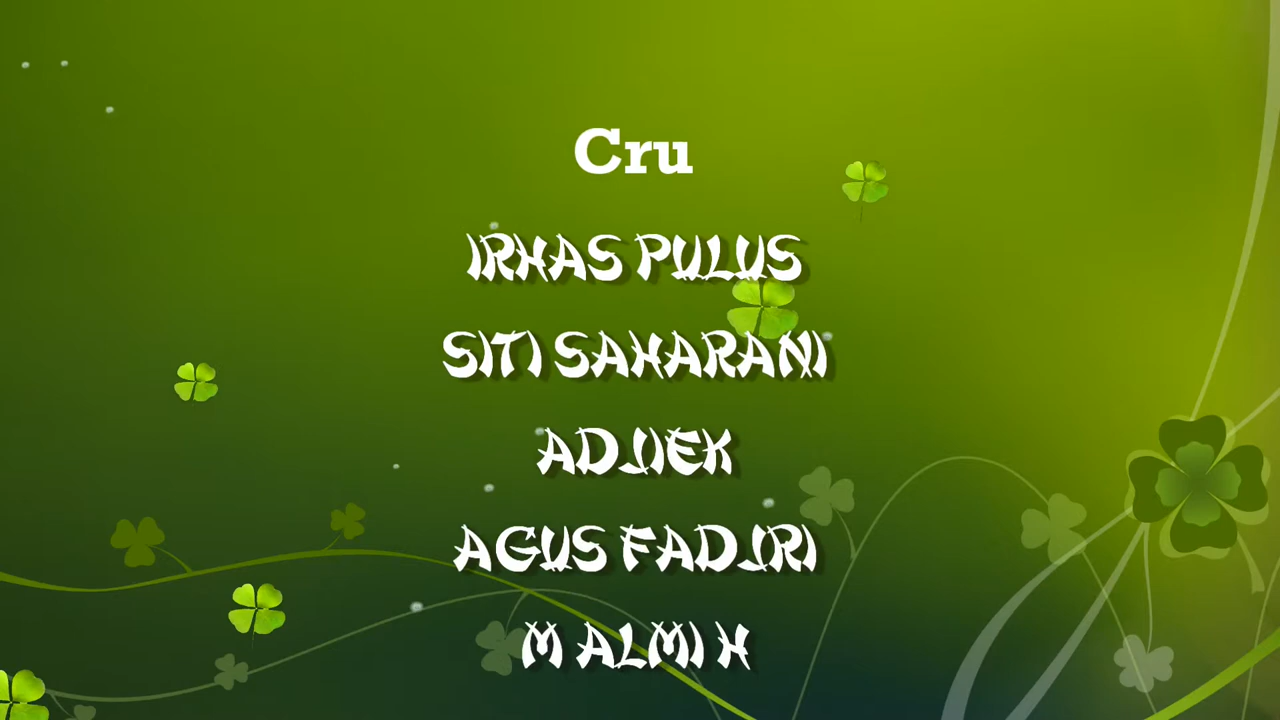 Cru
IRHAS PULUS
SITI SAHARANI
ADJIEK
AGUS FADJRI
M ALMI H